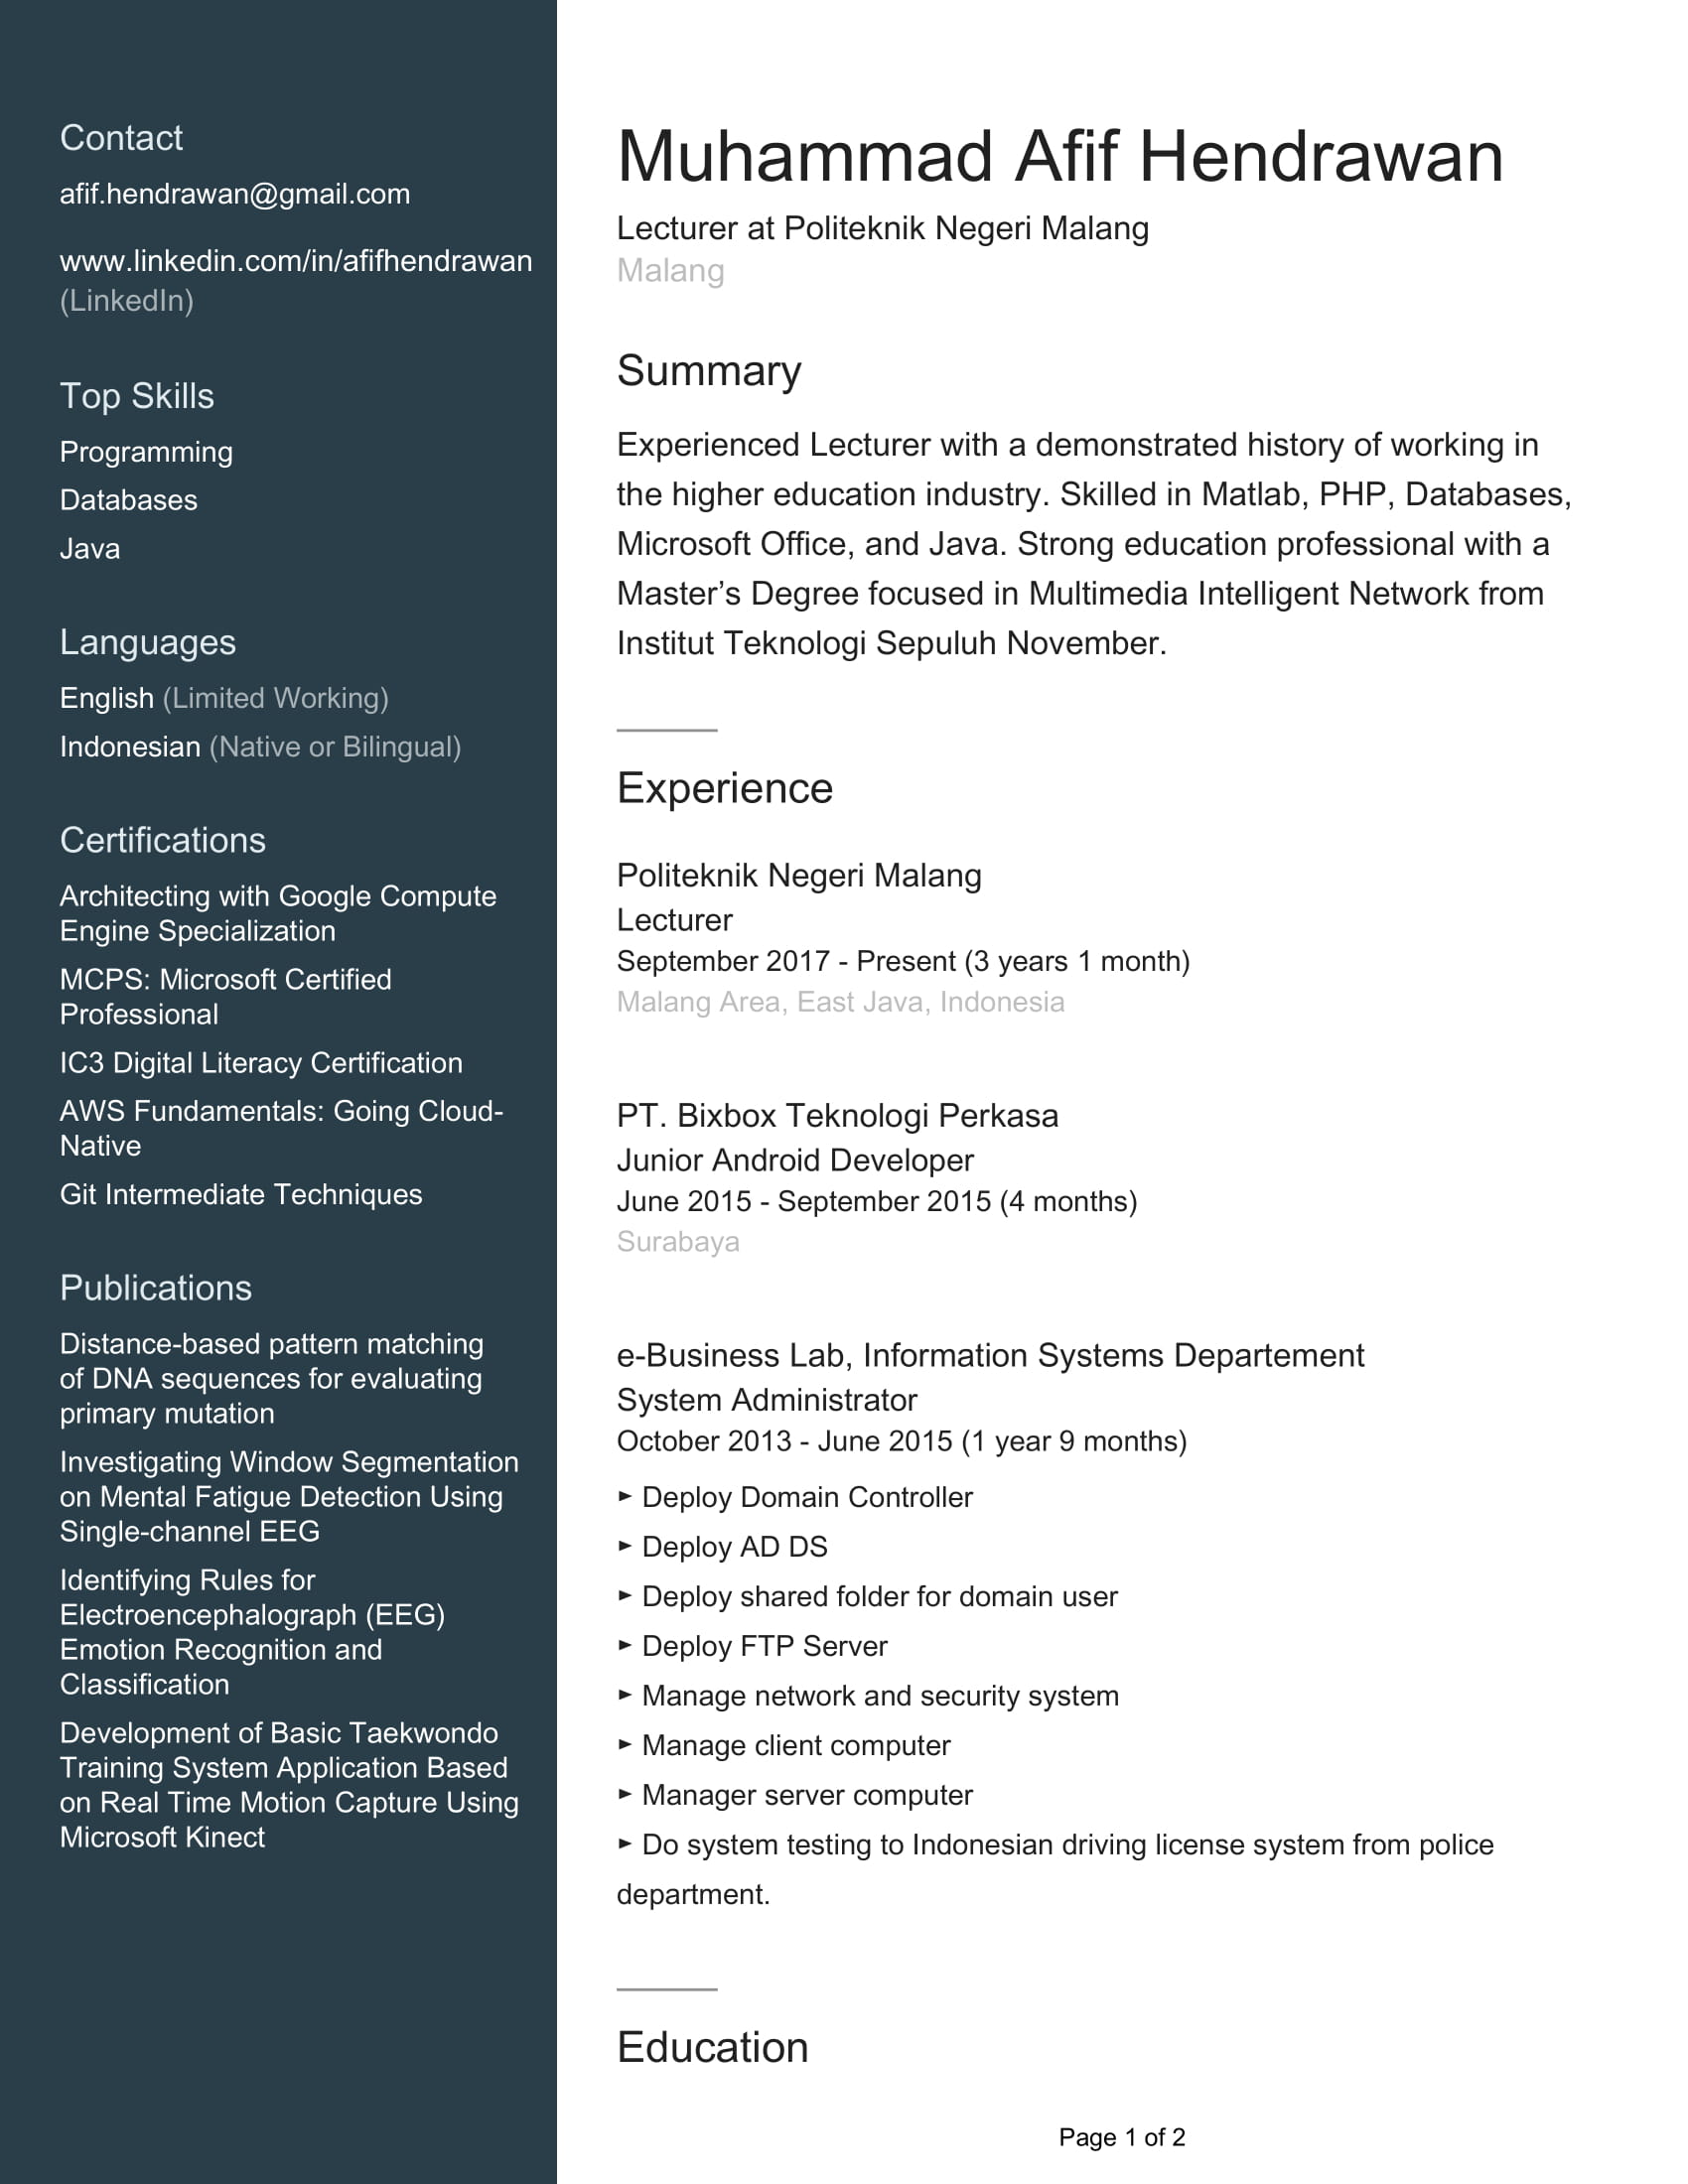 Contact
afif.hendrawan@gmail.com
www.linkedin.com/in/afifhendrawan
(LinkedIn)
Top Skills
Programming
Databases
Java
Languages
English (Limited Working)
Indonesian (Native or Bilingual)
Certifications
Architecting with Google Compute
Engine Specialization
MCPS: Microsoft Certified
Professional
IC3 Digital Literacy Certification
AWS Fundamentals: Going Cloud-
Native
Git Intermediate Techniques
Publications
Distance-based pattern matching
of DNA sequences for evaluating
primary mutation
Investigating Window Segmentation
on Mental Fatigue Detection Using
Single-channel EEG
Identifying Rules for
Electroencephalograph (EEG)
Emotion Recognition and
Classification
Development of Basic Taekwondo
Training System Application Based
on Real Time Motion Capture Using
Microsoft Kinect
Muhammad Afif Hendrawan
Lecturer at Politeknik Negeri Malang
Malang
Summary
Experienced Lecturer with a demonstrated history of working in
the higher education industry. Skilled in Matlab, PHP, Databases,
Microsoft Office, and Java. Strong education professional with a
Master’s Degree focused in Multimedia Intelligent Network from
Institut Teknologi Sepuluh November.
Experience
Politeknik Negeri Malang
Lecturer
September 2017 - Present (3 years 1 month)
Malang Area, East Java, Indonesia
PT. Bixbox Teknologi Perkasa
Junior Android Developer
June 2015 - September 2015 (4 months)
Surabaya
e-Business Lab, Information Systems Departement
System Administrator
October 2013 - June 2015 (1 year 9 months)
► Deploy Domain Controller
► Deploy AD DS
► Deploy shared folder for domain user
► Deploy FTP Server
► Manage network and security system
► Manage client computer
► Manager server computer
► Do system testing to Indonesian driving license system from police
department.
Education
Page 1 of 2